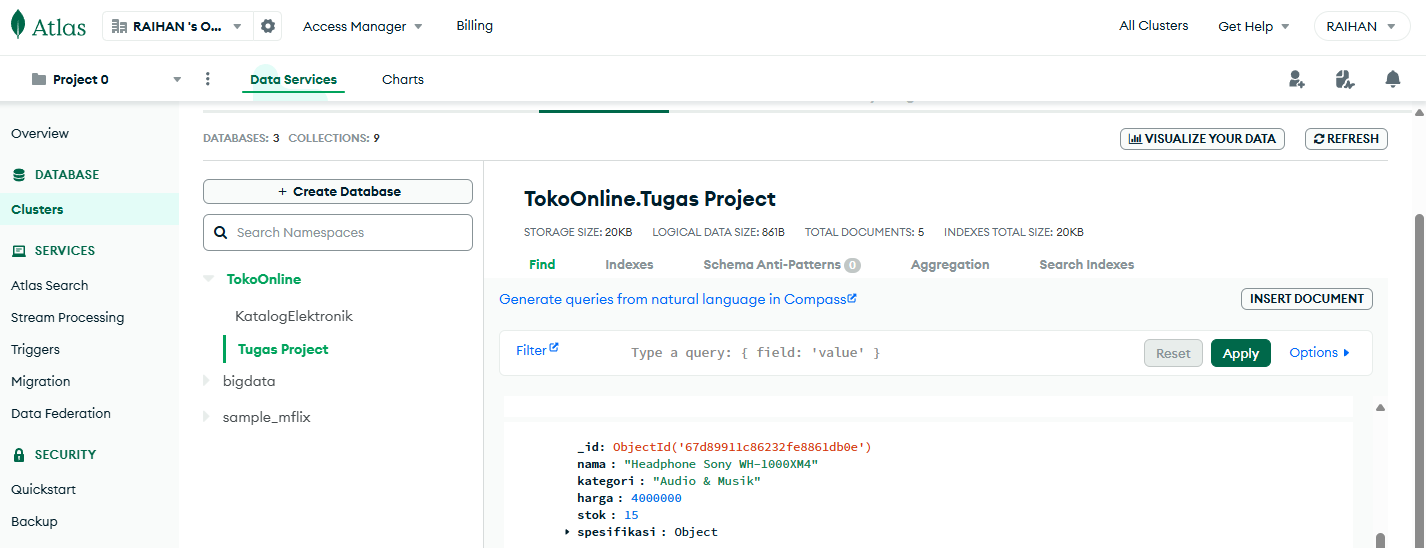 Atlas RAIHAN 's O... Access Manager Billing All Clusters Get Help RAIHAN
Project 0 Data Services Charts
Overview
DATABASE
Clusters
SERVICES
Atlas Search
Stream Processing
Triggers
Migration
Data Federation
SECURITY
Quickstart
Backup
DATABASES: 3 COLLECTIONS: 9
VISUALIZE YOUR DATA REFRESH
+ Create Database
Search Namespaces
TokoOnline
KatalogElektronik
Tugas Project
bigdata
sample_mflix
TokoOnline.Tugas Project
STORAGE SIZE: 20KB LOGICAL DATA SIZE: 861B TOTAL DOCUMENTS: 5 INDEXES TOTAL SIZE: 20KB
Find Indexes Schema Anti-Patterns 0 Aggregation Search Indexes
Generate queries from natural language in Compass
INSERT DOCUMENT
Filter Type a query: { field: 'value' } Reset Apply Options
_id: ObjectId('67d89911c86232fe8861db0e')
nama : "Headphone Sony WH-1000XM4"
kategori : "Audio & Musik"
harga : 4000000
stok : 15
spesifikasi : Object